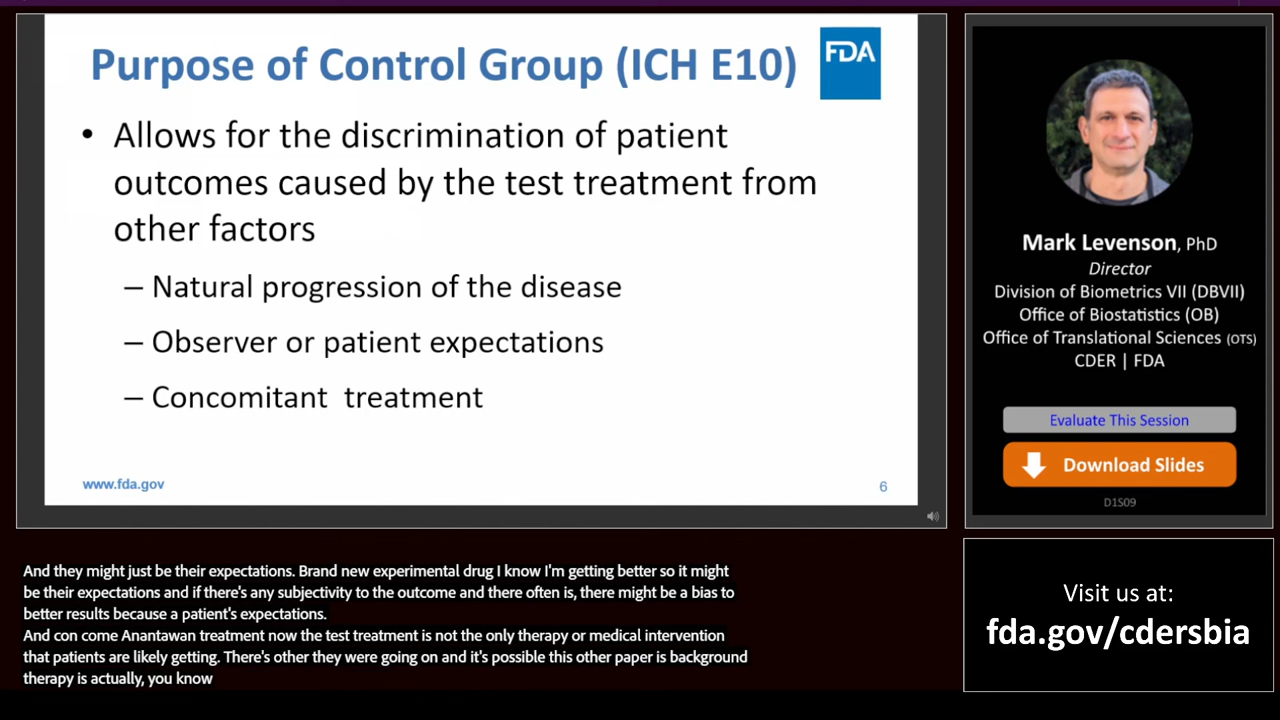 Purpose of Control Group (ICH E10)
FDA
• Allows for the discrimination of patient
outcomes caused by the test treatment from
other factors
– Natural progression of the disease
– Observer or patient expectations
– Concomitant treatment
www.fda.gov
6
Mark Levenson, PhD
Director
Division of Biometrics VII (DBVII)
Office of Biostatistics (OB)
Office of Translational Sciences (OTS)
CDER | FDA
Evaluate This Session
Download Slides
D1S09
And they might just be their expectations. Brand new experimental drug I know I'm getting better so it might
be their expectations and if there's any subjectivity to the outcome and there often is, there might be a bias to
better results because a patient's expectations.
And con come Anantawan treatment now the test treatment is not the only therapy or medical intervention
that patients are likely getting. There's other they were going on and it's possible this other paper is background
therapy is actually, you know
Visit us at:
fda.gov/cdersbia